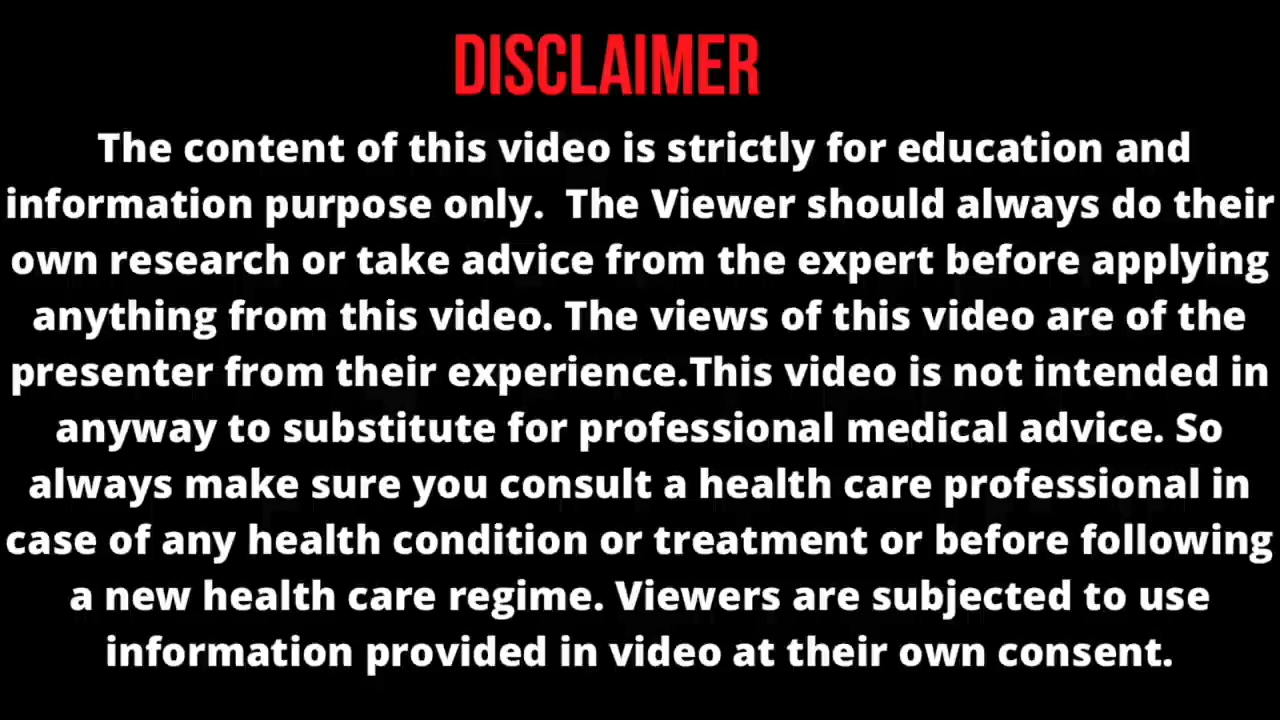 DISCLAIMER
The content of this video is strictly for education and
information purpose only.  The Viewer should always do their
own research or take advice from the expert before applying
anything from this video. The views of this video are of the
presenter from their experience.This video is not intended in
anyway to substitute for professional medical advice. So
always make sure you consult a health care professional in
case of any health condition or treatment or before following
a new health care regime. Viewers are subjected to use
information provided in video at their own consent.